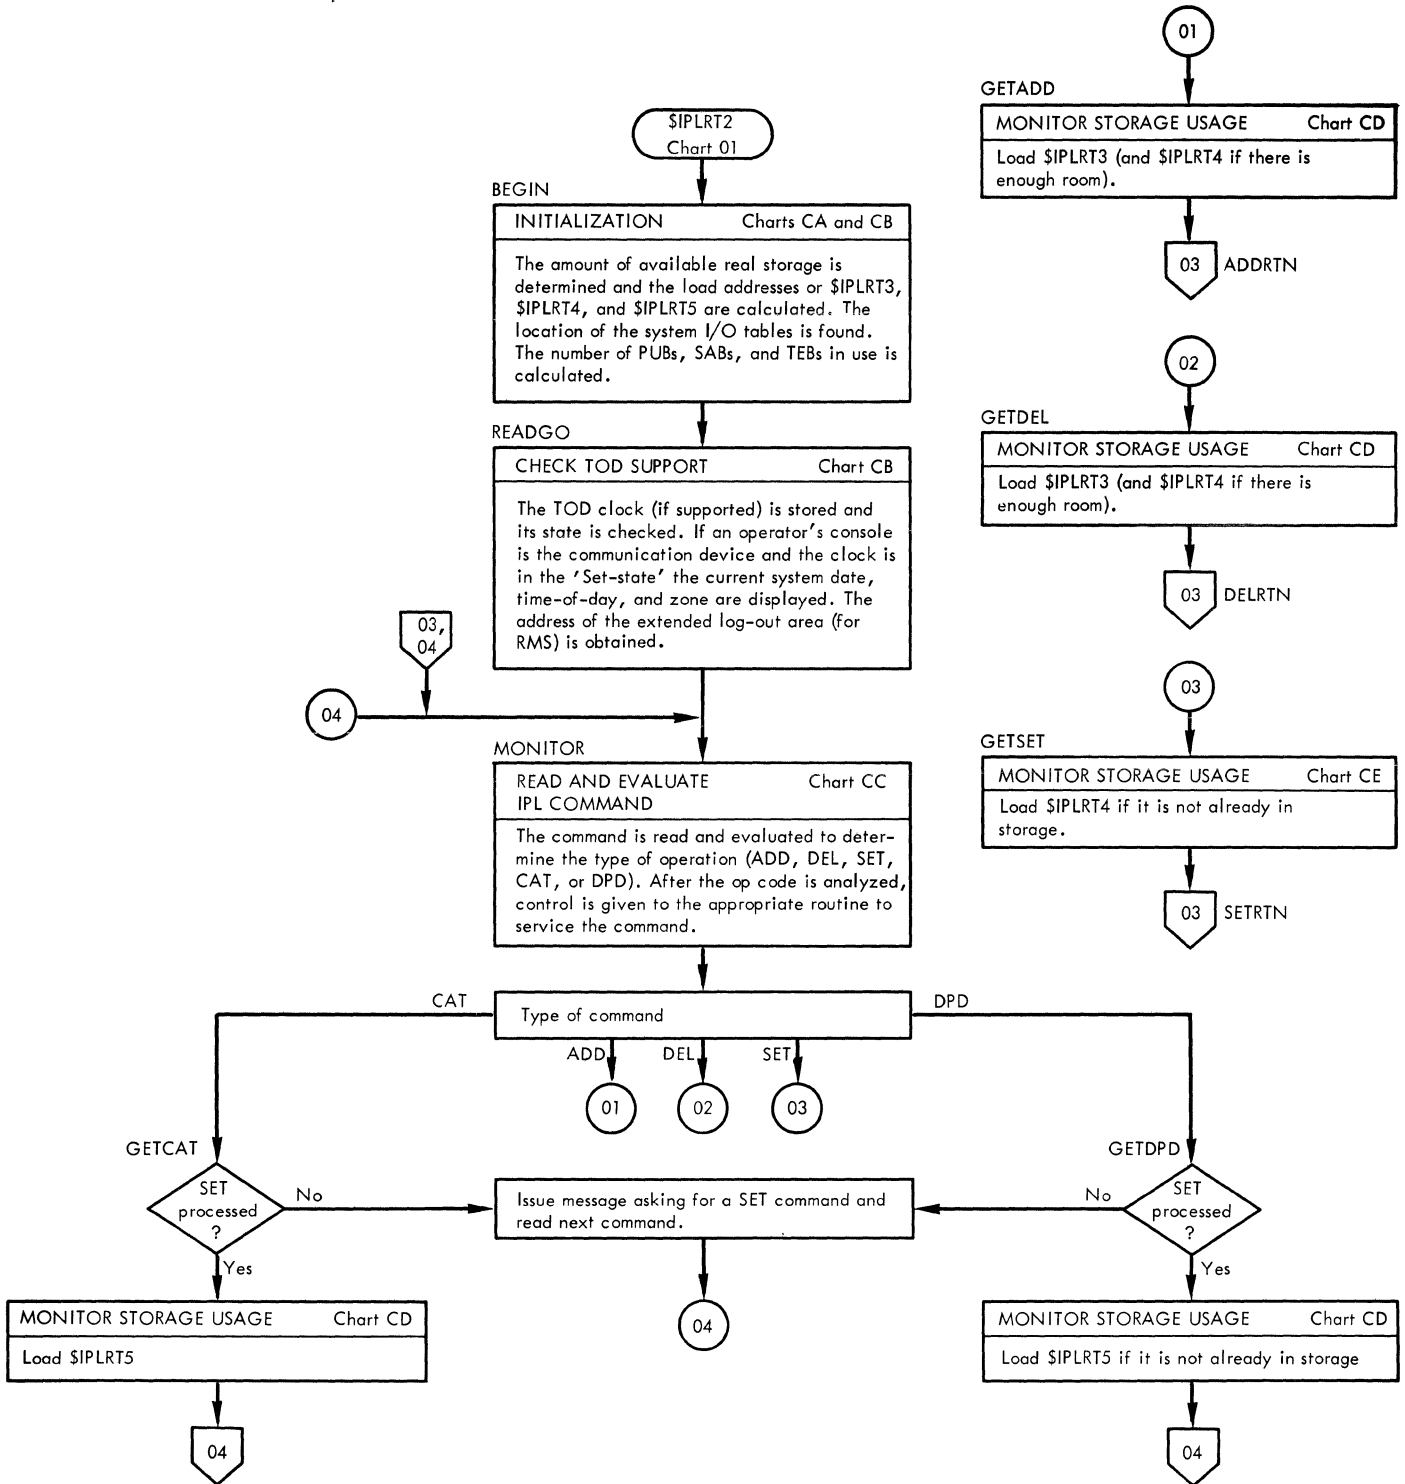 $IPLRT2
Chart 01
BEGIN
INITIALIZATION Charts CA and CB
The amount of available real storage is
determined and the load addresses or $IPLRT3,
$IPLRT4, and $IPLRT5 are calculated. The
location of the system I/O tables is found.
The number of PUBs, SABs, and TEBs in use is
calculated.
READGO
CHECK TOD SUPPORT Chart CB
The TOD clock (if supported) is stored and
its state is checked. If an operator's console
is the communication device and the clock is
in the 'Set-state' the current system date,
time-of-day, and zone are displayed. The
address of the extended log-out area (for
RMS) is obtained.
03,
04
04
MONITOR
READ AND EVALUATE Chart CC
IPL COMMAND
The command is read and evaluated to deter-
mine the type of operation (ADD, DEL, SET,
CAT, or DPD). After the op code is analyzed,
control is given to the appropriate routine to
service the command.
CAT
Type of command
DPD
ADD
DEL
SET
01
02
03
GETCAT
SET
processed
?
No
Yes
Issue message asking for a SET command and
read next command.
04
GETDPD
SET
processed
?
No
Yes
MONITOR STORAGE USAGE Chart CD
Load $IPLRT5
04
MONITOR STORAGE USAGE Chart CD
Load $IPLRT5 if it is not already in storage
04
01
GETADD
MONITOR STORAGE USAGE Chart CD
Load $IPLRT3 (and $IPLRT4 if there is
enough room).
03 ADDRTN
02
GETDEL
MONITOR STORAGE USAGE Chart CD
Load $IPLRT3 (and $IPLRT4 if there is
enough room).
03 DELRTN
03
GETSET
MONITOR STORAGE USAGE Chart CE
Load $IPLRT4 if it is not already in
storage.
03 SETRTN